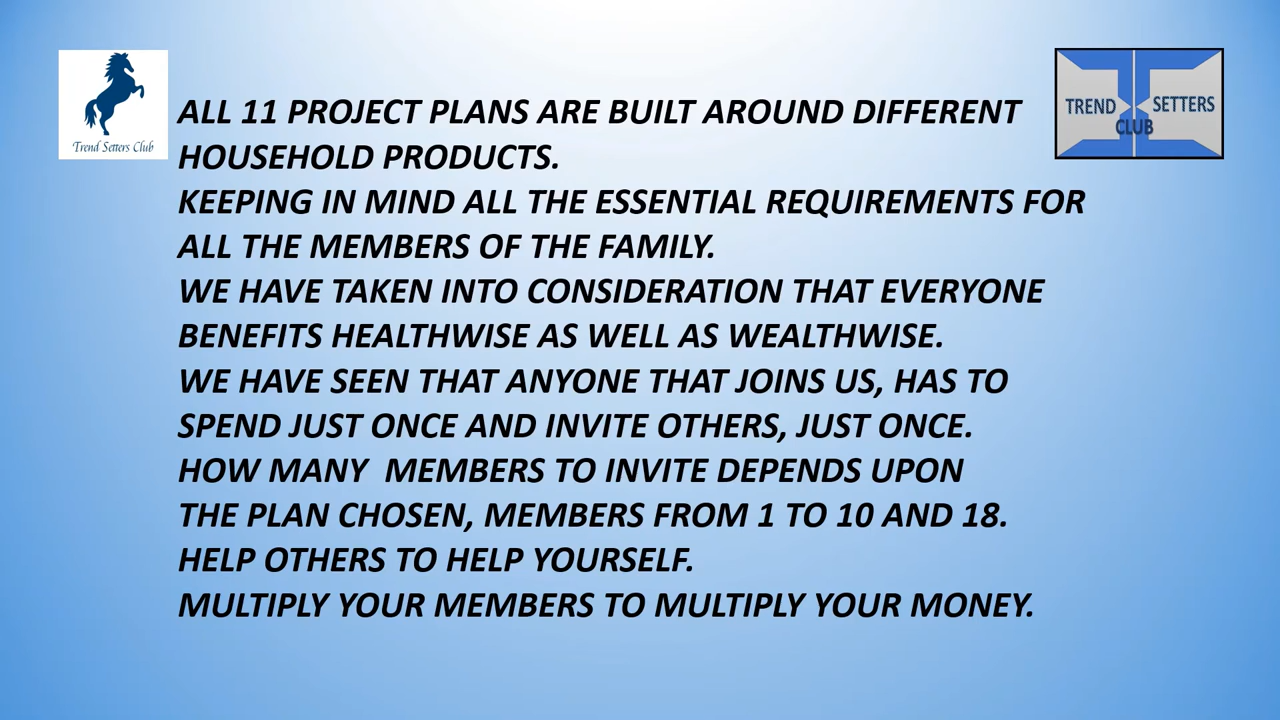 Trend Setters Club
TREND SETTERS
CLUB
ALL 11 PROJECT PLANS ARE BUILT AROUND DIFFERENT
HOUSEHOLD PRODUCTS.
KEEPING IN MIND ALL THE ESSENTIAL REQUIREMENTS FOR
ALL THE MEMBERS OF THE FAMILY.
WE HAVE TAKEN INTO CONSIDERATION THAT EVERYONE
BENEFITS HEALTHWISE AS WELL AS WEALTHWISE.
WE HAVE SEEN THAT ANYONE THAT JOINS US, HAS TO
SPEND JUST ONCE AND INVITE OTHERS, JUST ONCE.
HOW MANY  MEMBERS TO INVITE DEPENDS UPON
THE PLAN CHOSEN, MEMBERS FROM 1 TO 10 AND 18.
HELP OTHERS TO HELP YOURSELF.
MULTIPLY YOUR MEMBERS TO MULTIPLY YOUR MONEY.